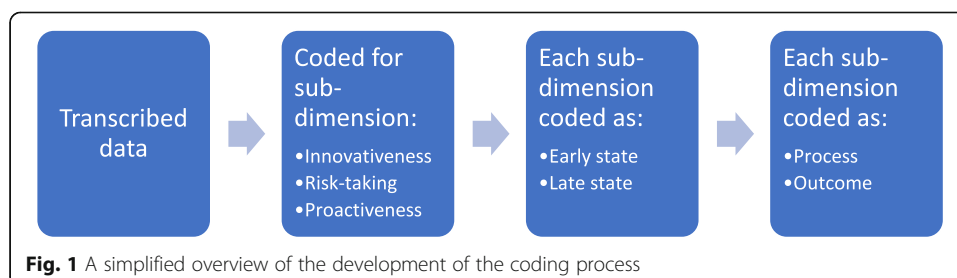 Transcribed
data
Coded for
sub-
dimension:
•Innovativeness
•Risk-taking
•Proactiveness
Each sub-
dimension
coded as:
•Early state
•Late state
Each sub-
dimension
coded as:
•Process
•Outcome
Fig. 1 A simplified overview of the development of the coding process